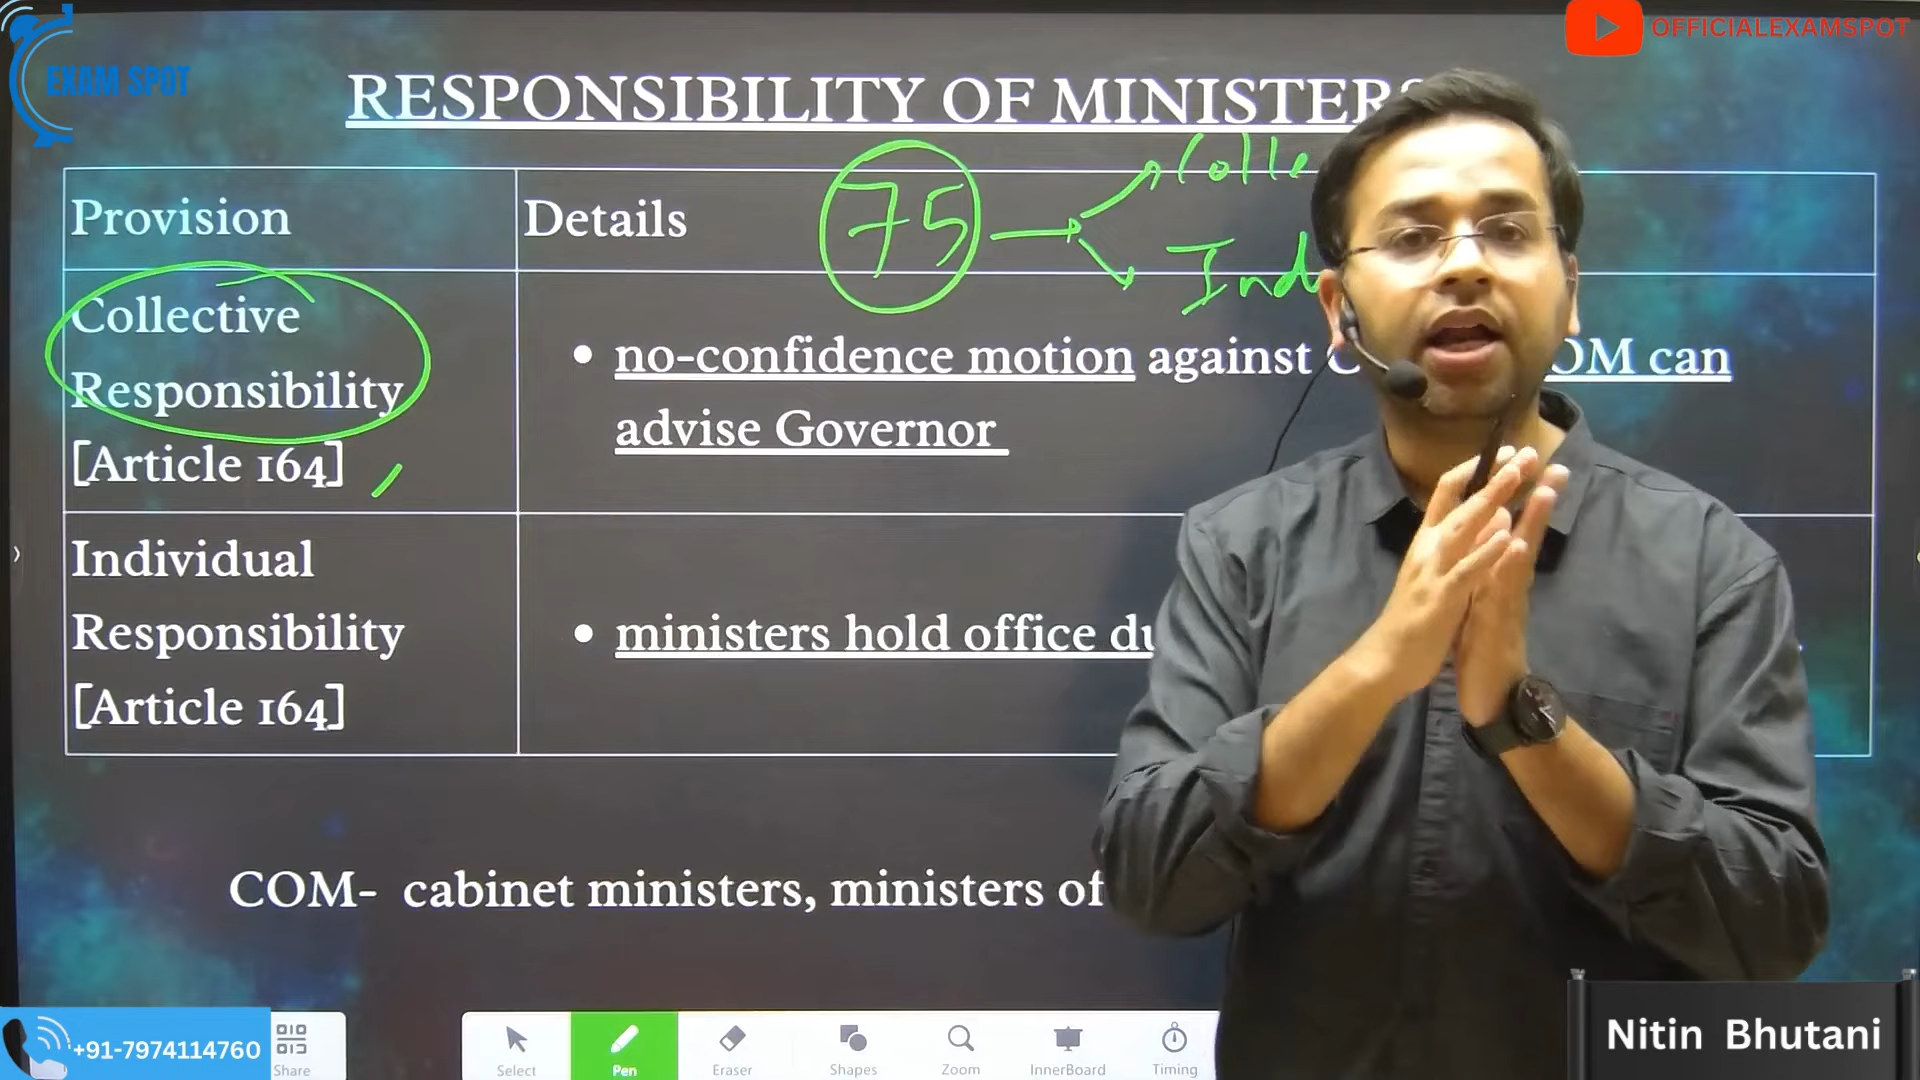 OFFICIALEXAMSPOT
EXAM SPOT
RESPONSIBILITY OF MINISTERS
75
Colle
Ind
Provision
Details
Collective
Responsibility
[Article 164]
no-confidence motion against COM can
advise Governor
Individual
Responsibility
[Article 164]
ministers hold office
COM- cabinet ministers, ministers of
+91-7974114760
Share
Select
Pen
Eraser
Shapes
Zoom
InnerBoard
Timing
Nitin Bhutani